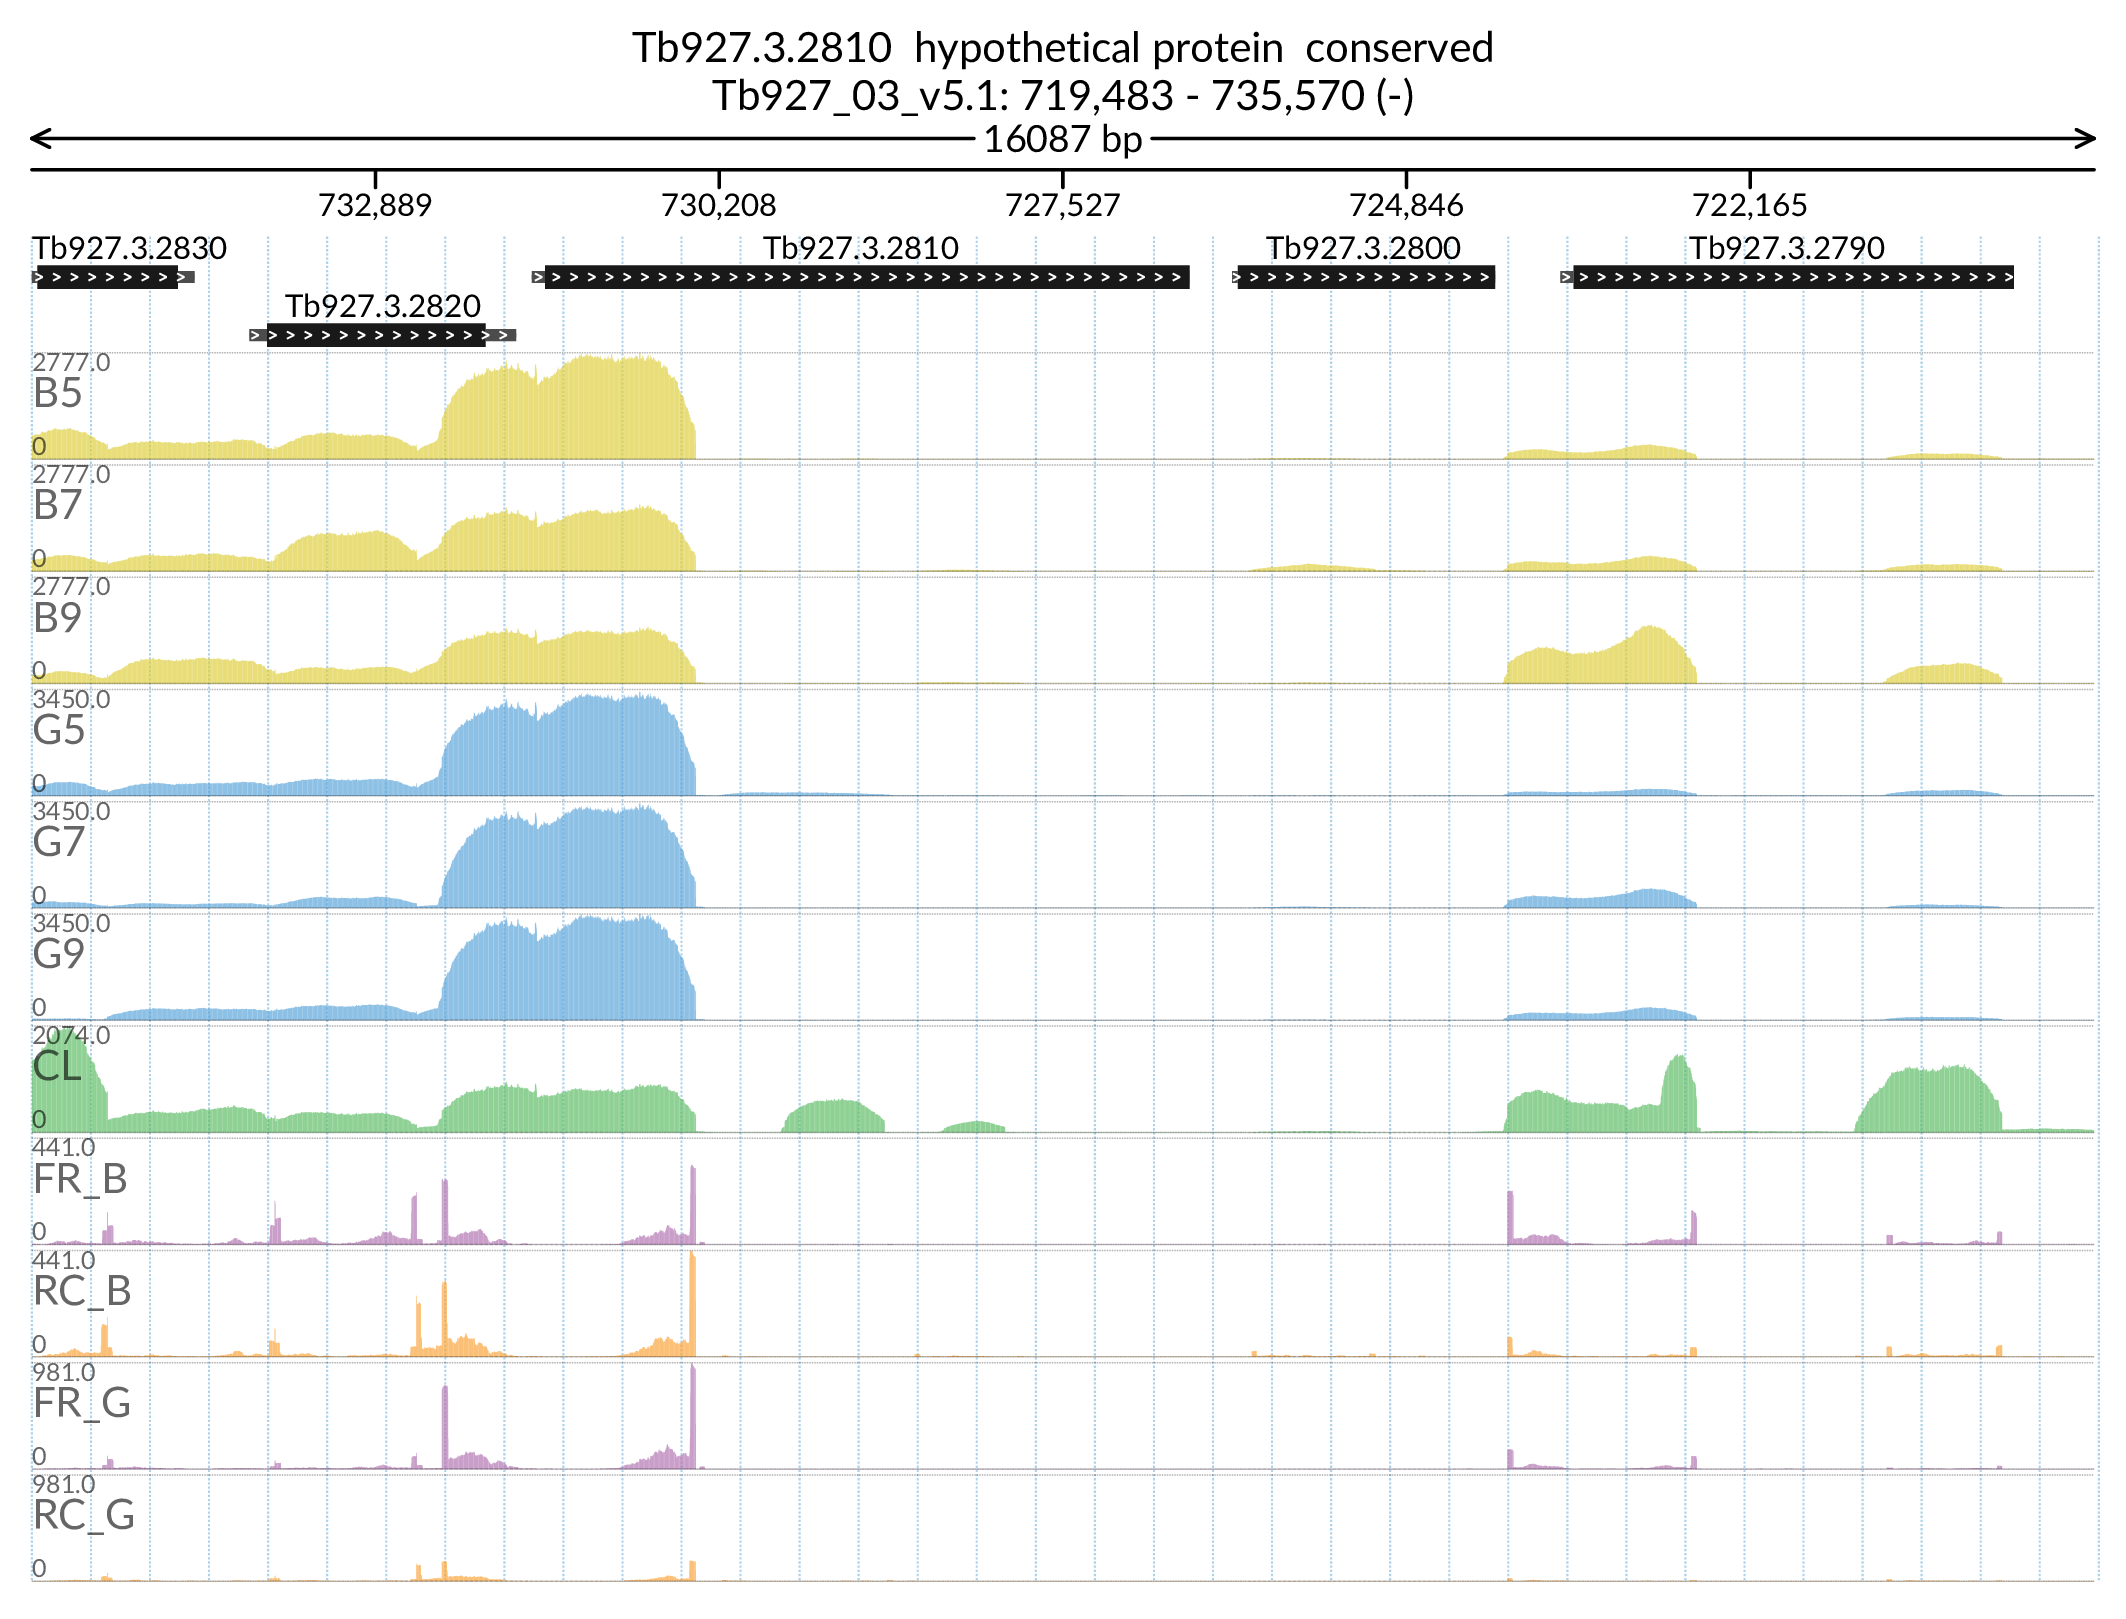 Tb927.3.2810  hypothetical protein  conserved
Tb927_03_v5.1: 719,483 - 735,570 (-)
16087 bp
732,889 730,208 727,527 724,846 722,165
Tb927.3.2830 Tb927.3.2810 Tb927.3.2800 Tb927.3.2790
Tb927.3.2820
2777.0
B5
0
2777.0
B7
0
2777.0
B9
0
3450.0
G5
0
3450.0
G7
0
3450.0
G9
0
2074.0
CL
0
441.0
FR_B
0
441.0
RC_B
0
981.0
FR_G
0
981.0
RC_G
0